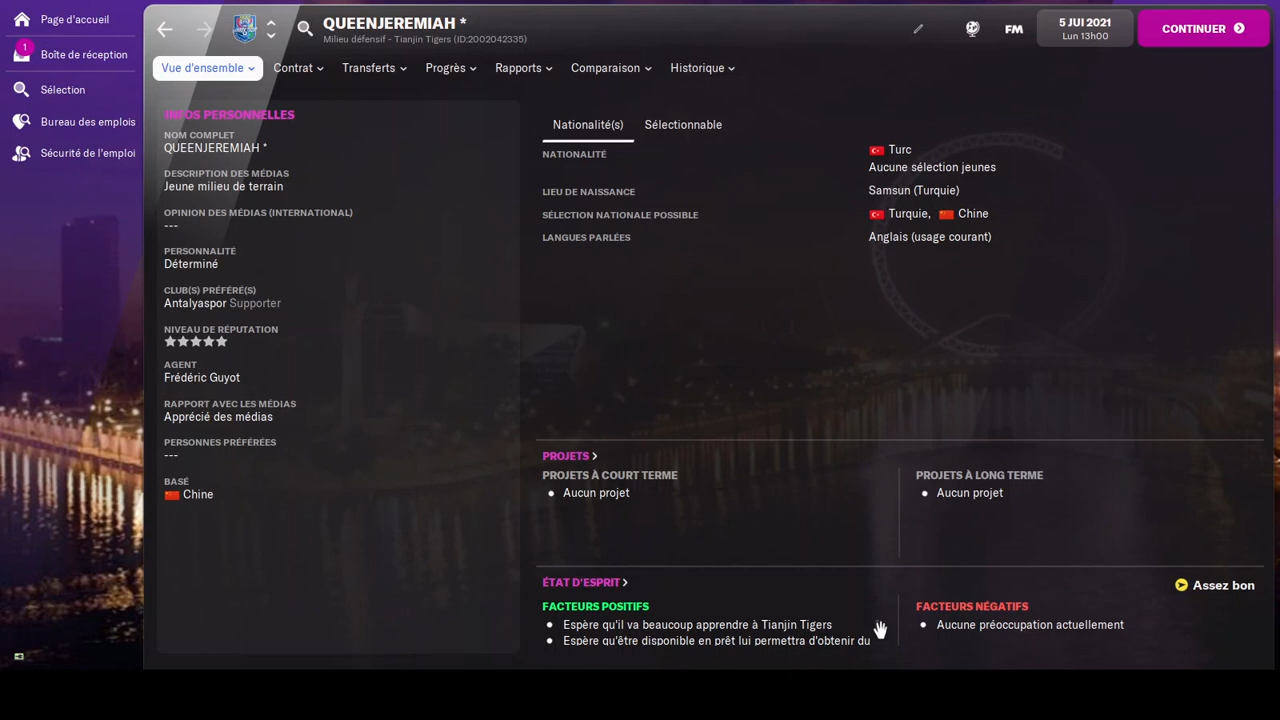 Page d'accueil
1
Boîte de réception
Sélection
Bureau des emplois
Sécurité de l'emploi
QUEENJEREMIAH *
Milieu défensif - Tianjin Tigers (ID:2002042335)
FM
5 JUI 2021
Lun 13h00
CONTINUER
Vue d'ensemble
Contrat
Transferts
Progrès
Rapports
Comparaison
Historique
INFOS PERSONNELLES
NOM COMPLET
QUEENJEREMIAH *
DESCRIPTION DES MÉDIAS
Jeune milieu de terrain
OPINION DES MÉDIAS (INTERNATIONAL)
---
PERSONNALITÉ
Déterminé
CLUB(S) PRÉFÉRÉ(S)
Antalyaspor Supporter
NIVEAU DE RÉPUTATION
AGENT
Frédéric Guyot
RAPPORT AVEC LES MÉDIAS
Apprécié des médias
PERSONNES PRÉFÉRÉES
---
BASÉ
Chine
Nationalité(s)
Sélectionnable
NATIONALITÉ
Turc
Aucune sélection jeunes
LIEU DE NAISSANCE
Samsun (Turquie)
SÉLECTION NATIONALE POSSIBLE
Turquie, Chine
LANGUES PARLÉES
Anglais (usage courant)
PROJETS >
PROJETS À COURT TERME
• Aucun projet
PROJETS À LONG TERME
• Aucun projet
ÉTAT D'ESPRIT >
Assez bon
FACTEURS POSITIFS
• Espère qu'il va beaucoup apprendre à Tianjin Tigers
• Espère qu'être disponible en prêt lui permettra d'obtenir du
FACTEURS NÉGATIFS
• Aucune préoccupation actuellement